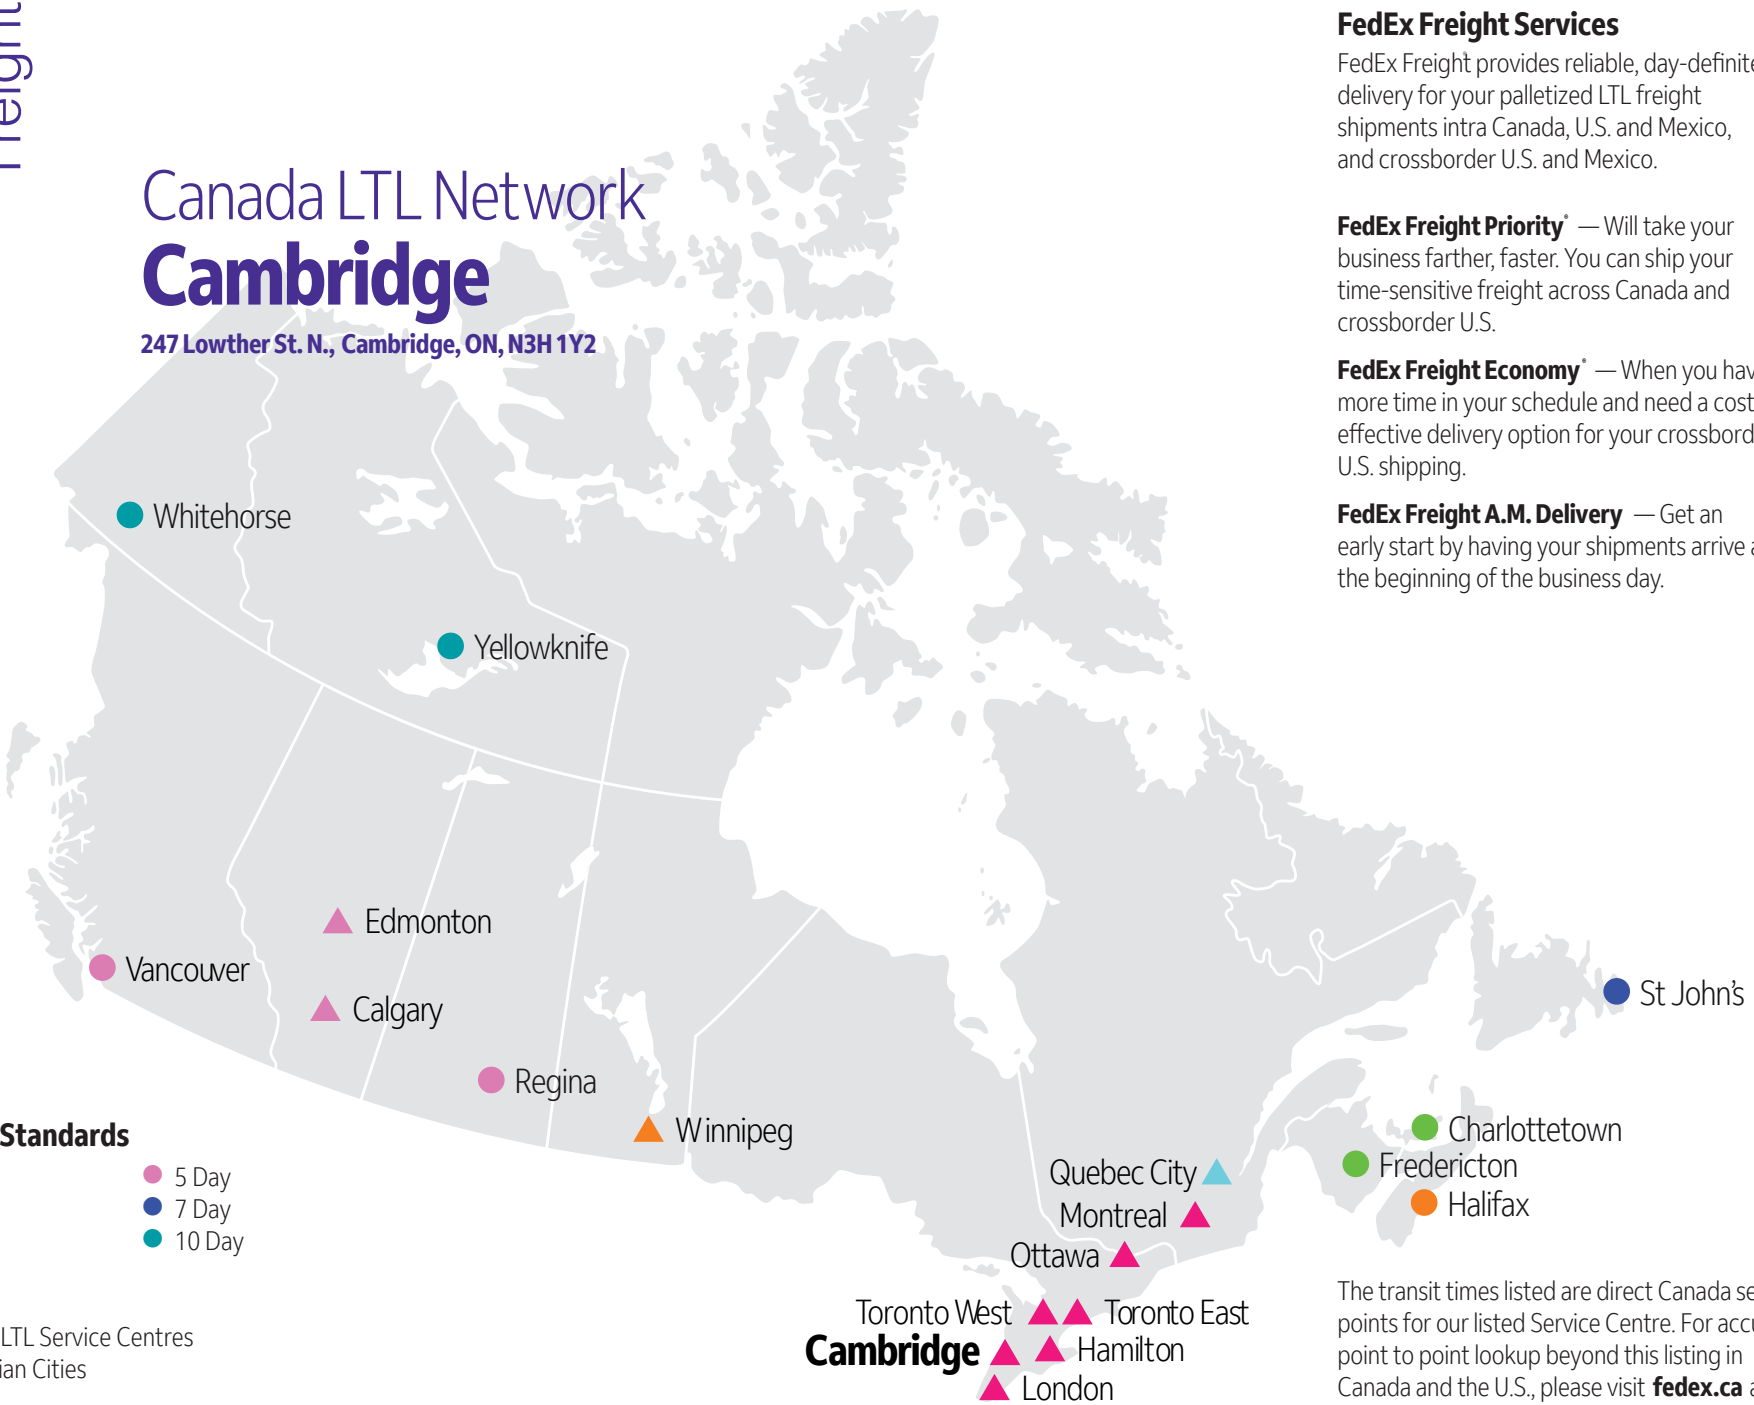 Freight
Canada LTL Network
Cambridge
247 Lowther St. N., Cambridge, ON, N3H 1Y2
FedEx Freight Services
FedEx Freight provides reliable, day-definite
delivery for your palletized LTL freight
shipments intra Canada, U.S. and Mexico,
and crossborder U.S. and Mexico.
FedEx Freight Priority® — Will take your
business farther, faster. You can ship your
time-sensitive freight across Canada and
crossborder U.S.
FedEx Freight Economy® — When you hav
more time in your schedule and need a cost
effective delivery option for your crossbord
U.S. shipping.
FedEx Freight A.M. Delivery — Get an
early start by having your shipments arrive a
the beginning of the business day.
Whitehorse
Yellowknife
Edmonton
Vancouver
Calgary
Regina
Winnipeg
St John's
Charlottetown
Fredericton
Halifax
Quebec City
Montreal
Ottawa
Toronto West
Toronto East
Cambridge
Hamilton
London
Standards
5 Day
7 Day
10 Day
LTL Service Centres
ian Cities
The transit times listed are direct Canada se
points for our listed Service Centre. For accu
point to point lookup beyond this listing in
Canada and the U.S., please visit fedex.ca a